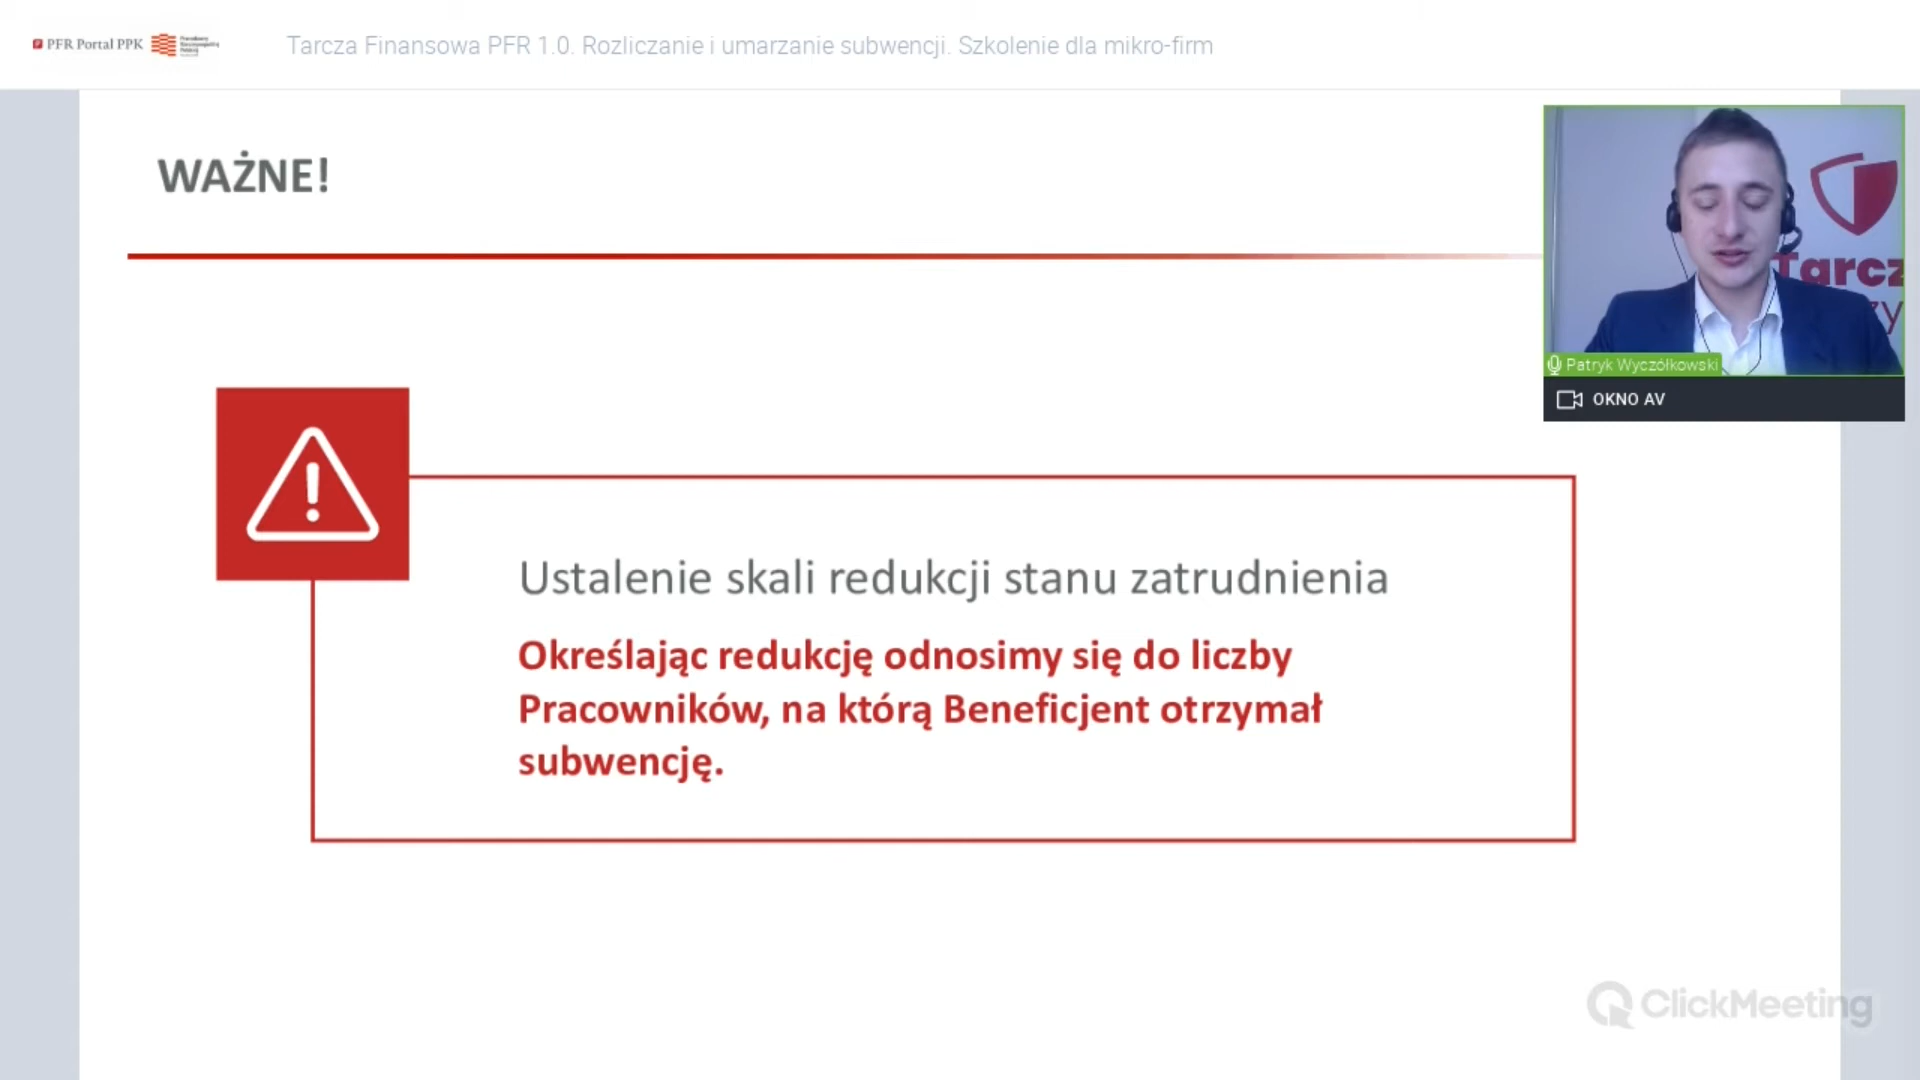 PFR Portal PPK
Tarcza Finansowa PFR 1.0. Rozliczanie i umarzanie subwencji. Szkolenie dla mikro-firm
WAŻNE!
Tarcz
zy
Patryk Wyczółkowski
OKNO AV
Ustalenie skali redukcji stanu zatrudnienia
Określając redukcję odnosimy się do liczby
Pracowników, na którą Beneficjent otrzymał
subwencję.
ClickMeeting